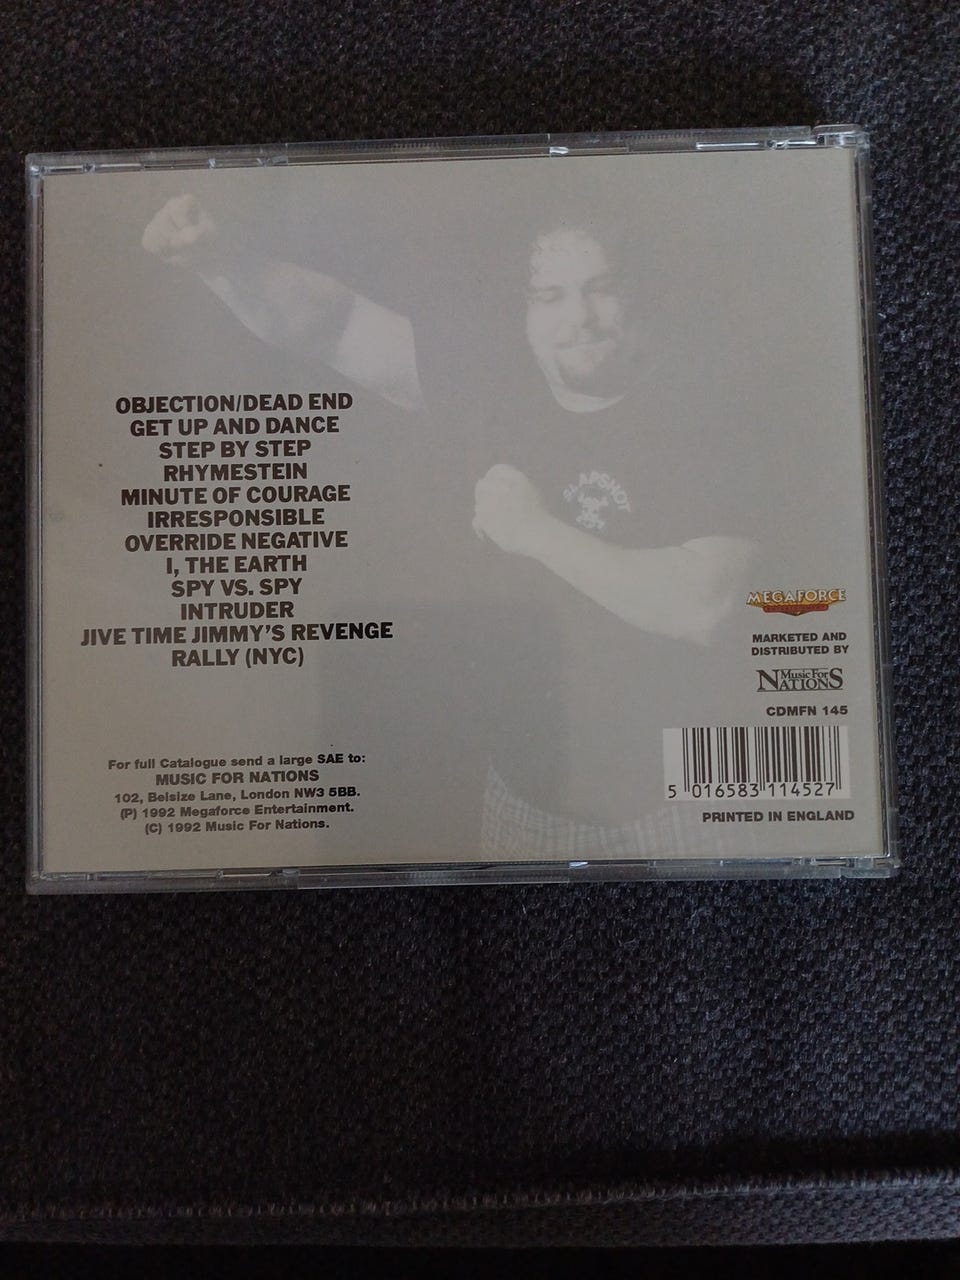 OBJECTION/DEAD END
GET UP AND DANCE
STEP BY STEP
RHYMESTEIN
MINUTE OF COURAGE
IRRESPONSIBLE
OVERRIDE NEGATIVE
I, THE EARTH
SPY VS. SPY
INTRUDER
JIVE TIME JIMMY'S REVENGE
RALLY (NYC)
For full Catalogue send a large SAE to:
MUSIC FOR NATIONS
102, Belsize Lane, London NW3 5BB.
(P) 1992 Megaforce Entertainment.
(C) 1992 Music For Nations.
SLAPSHOT
MEGAFORCE
MARKETED AND
DISTRIBUTED BY
Music For
NATIONS
CDMFN 145
5 016583 114527
PRINTED IN ENGLAND